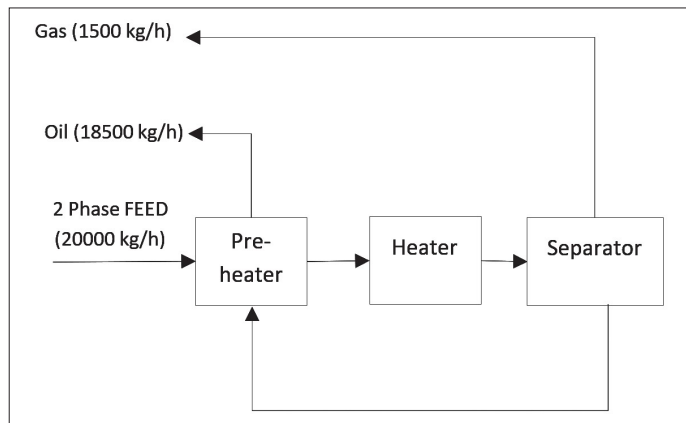 Gas (1500 kg/h)
Oil (18500 kg/h)
2 Phase FEED
(20000 kg/h)
Pre-
heater
Heater
Separator